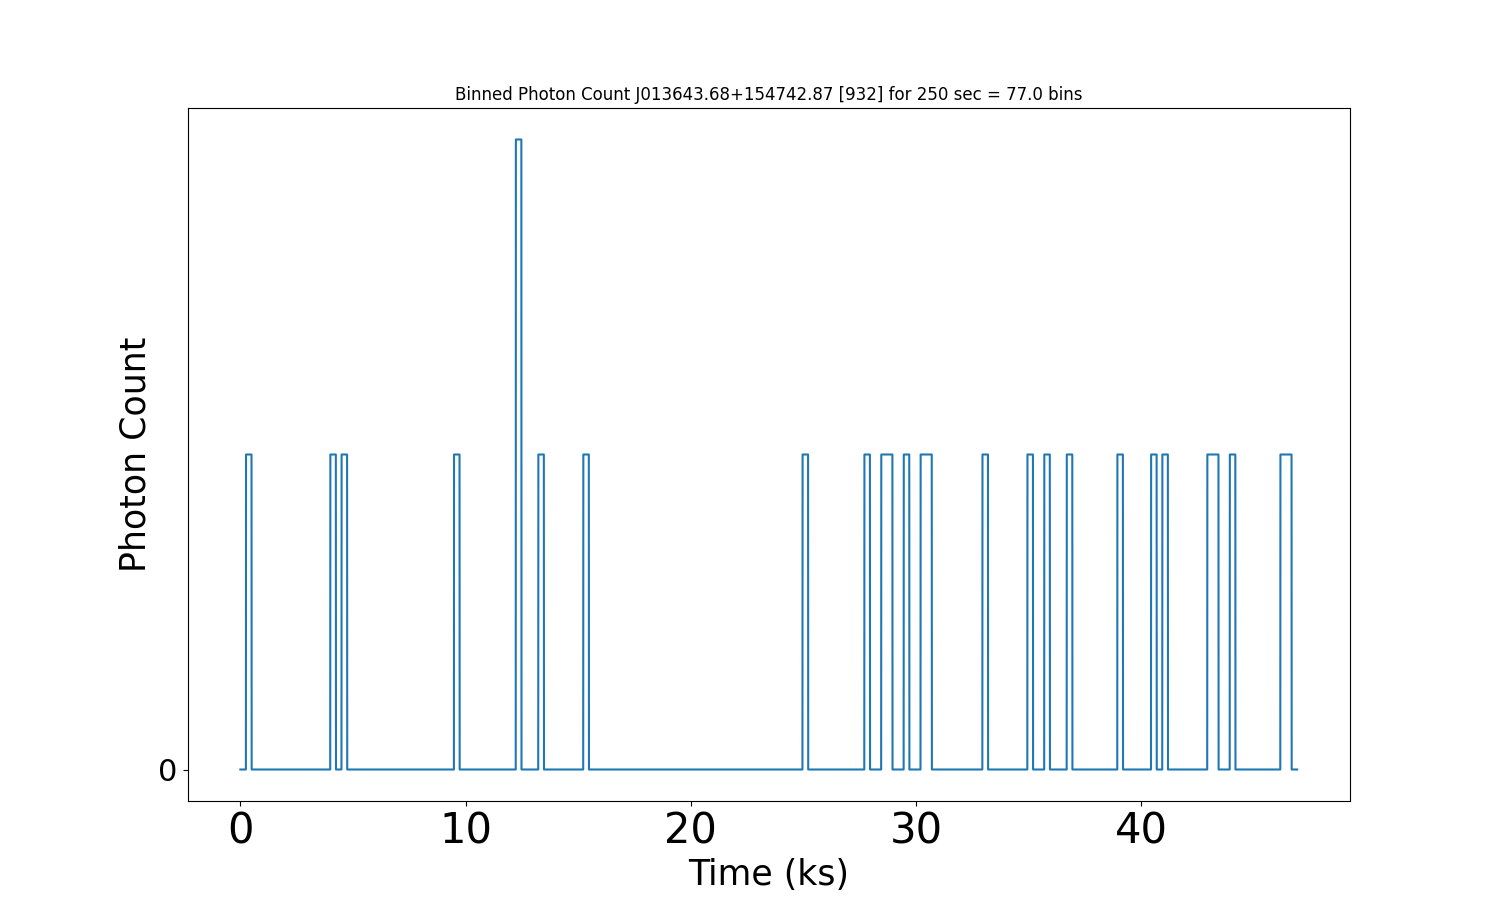 Binned Photon Count J013643.68+154742.87 [932] for 250 sec = 77.0 bins
Photon Count
0
0 10 20 30 40
Time (ks)